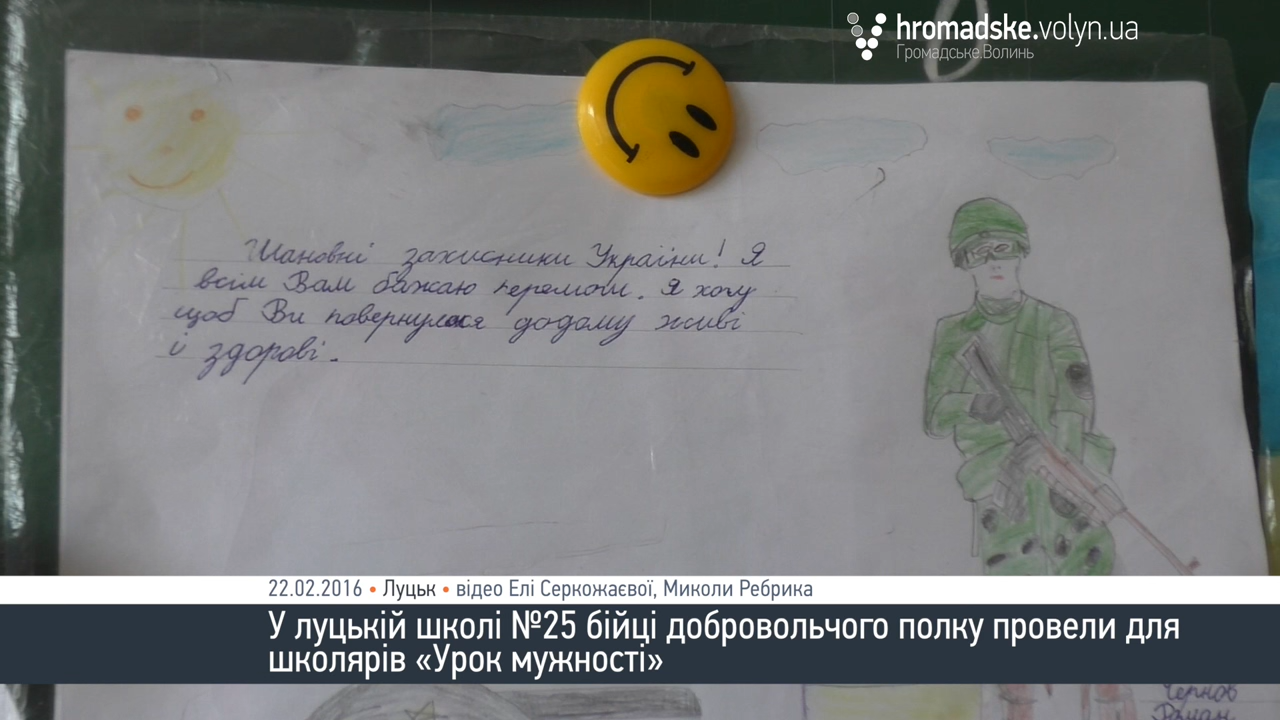 hromadske.volyn.ua
Громадське.Волинь
Шановні захисники України! Я
всім Вам бажаю перемоги. Я хочу
щоб Ви повернулися додому живі
і здорові.
22.02.2016 • Луцьк • відео Елі Серкожаєвої, Миколи Ребрика
У луцькій школі №25 бійці добровольчого полку провели для
школярів «Урок мужності»
Чернов
Роман